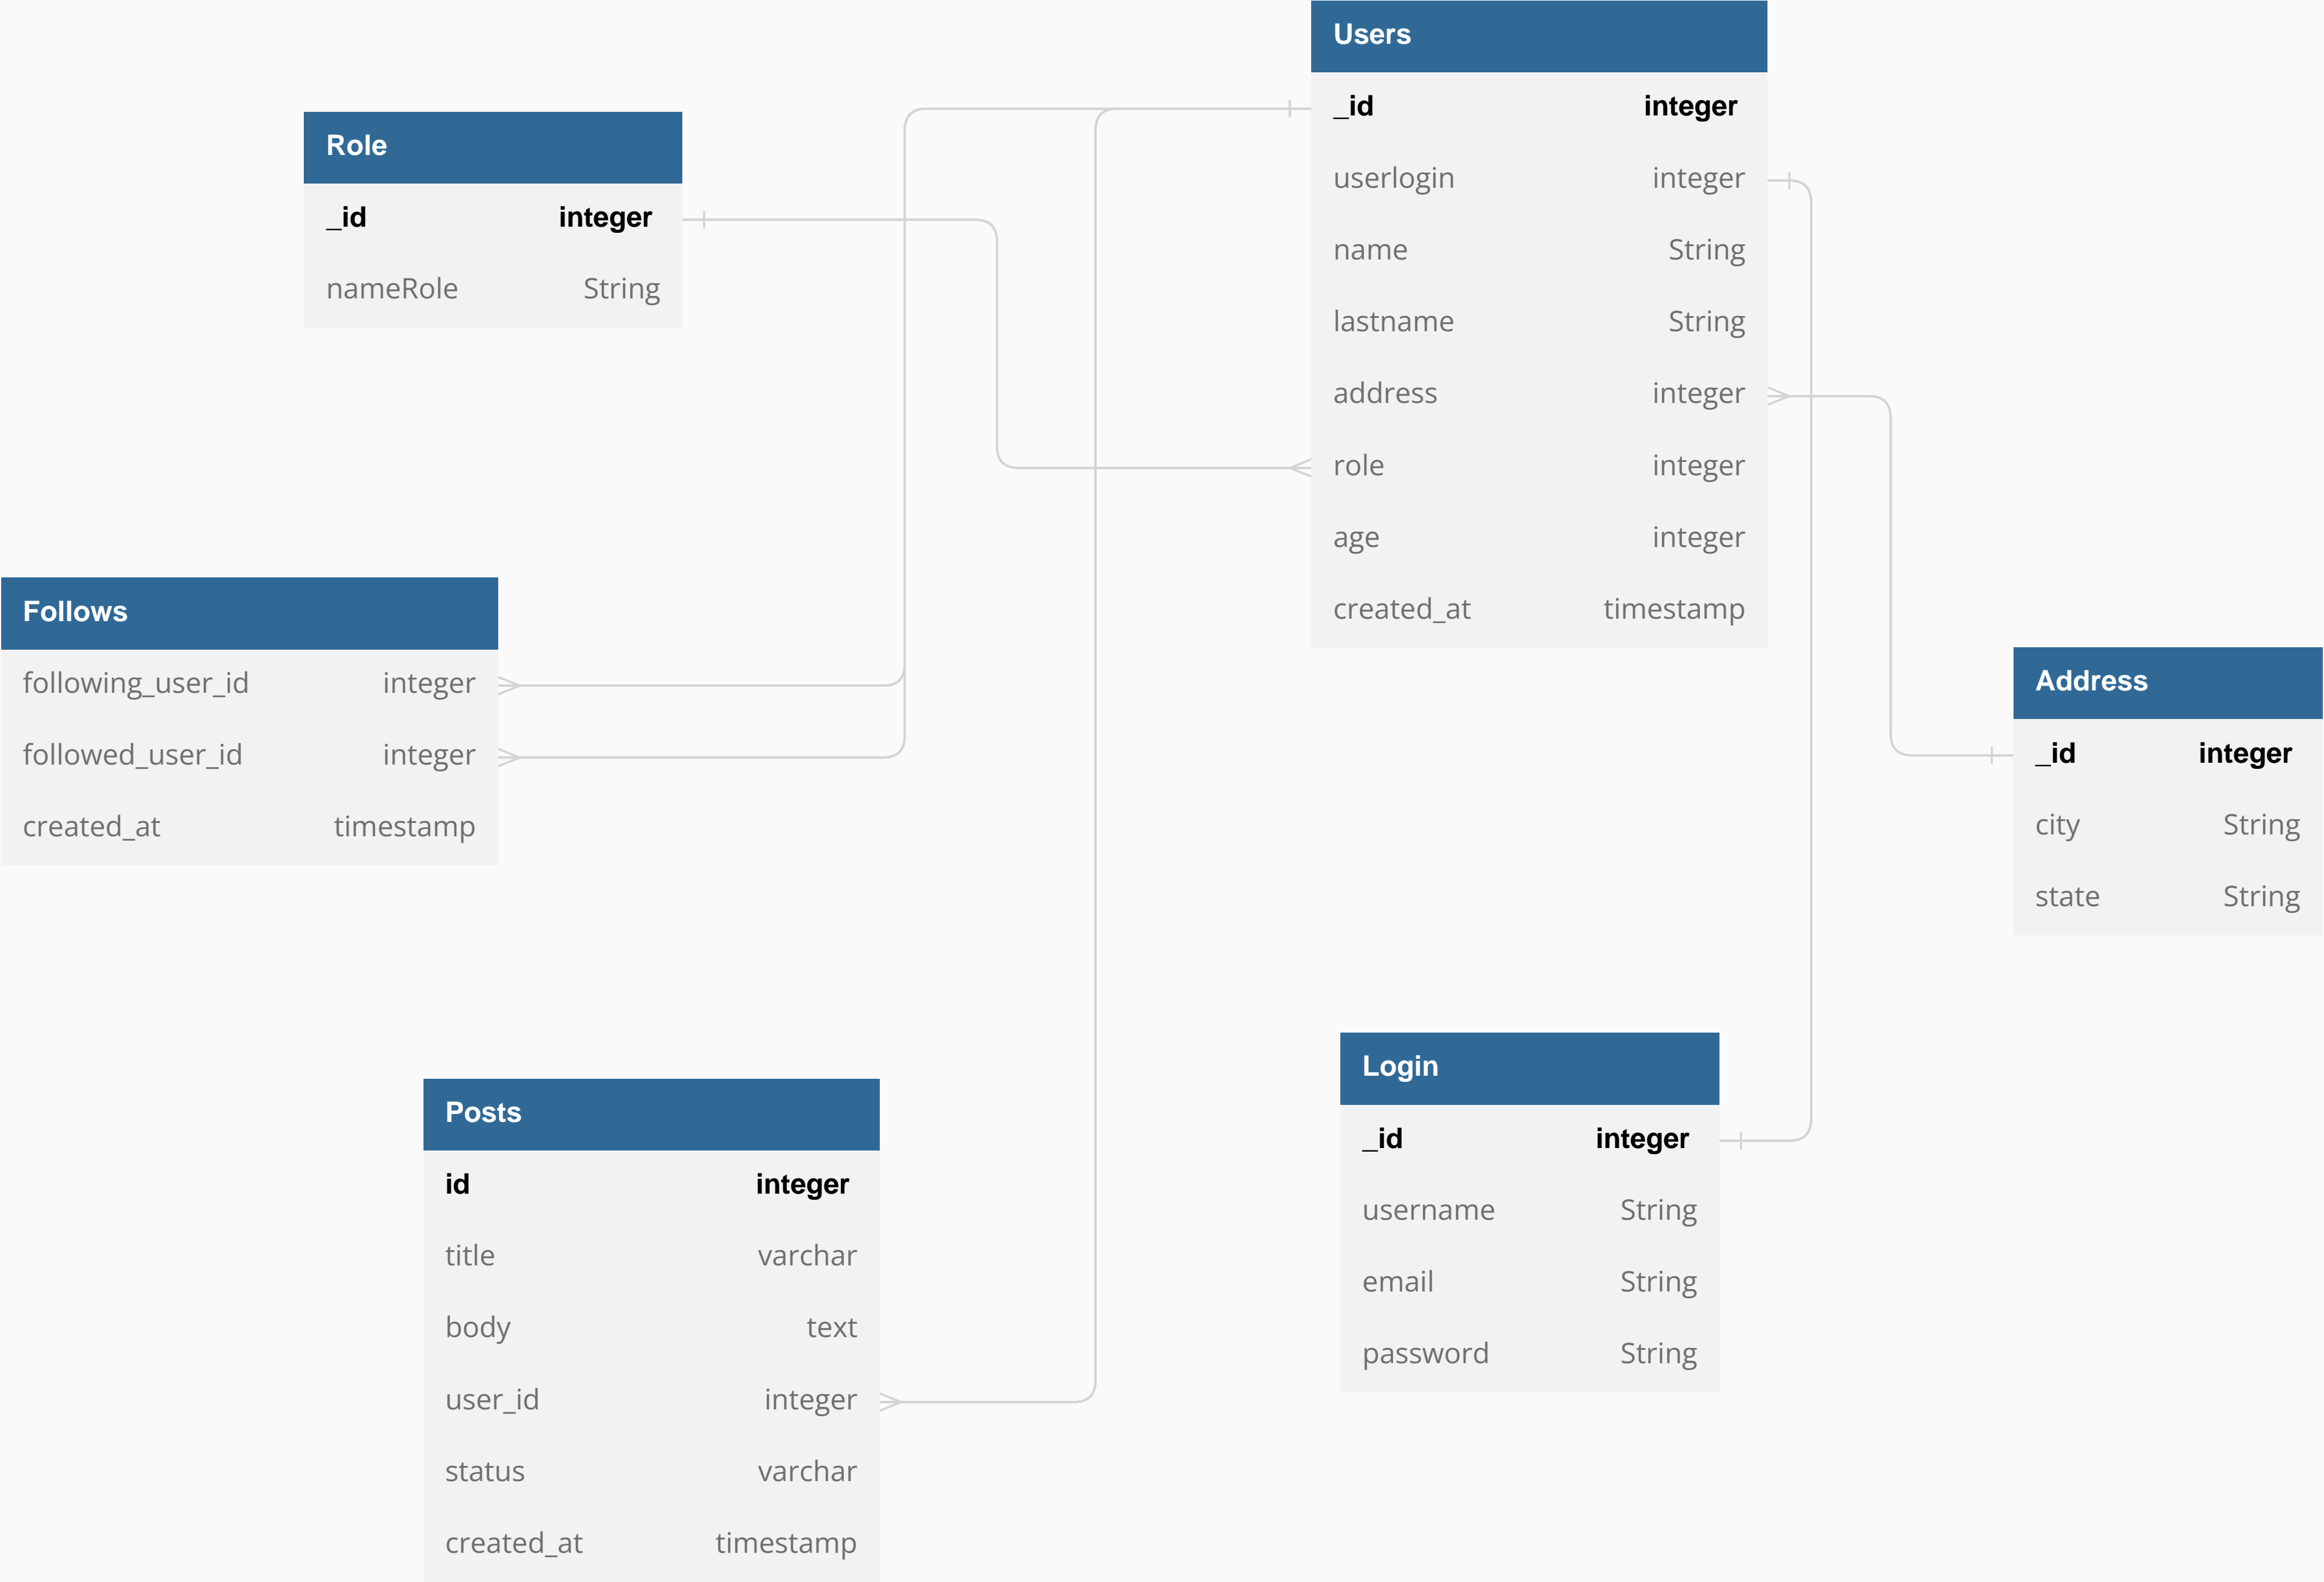 Users
_id integer
userlogin integer
name String
lastname String
address integer
role integer
age integer
created_at timestamp
Role
_id integer
nameRole String
Follows
following_user_id integer
followed_user_id integer
created_at timestamp
Address
_id integer
city String
state String
Login
_id integer
username String
email String
password String
Posts
id integer
title varchar
body text
user_id integer
status varchar
created_at timestamp